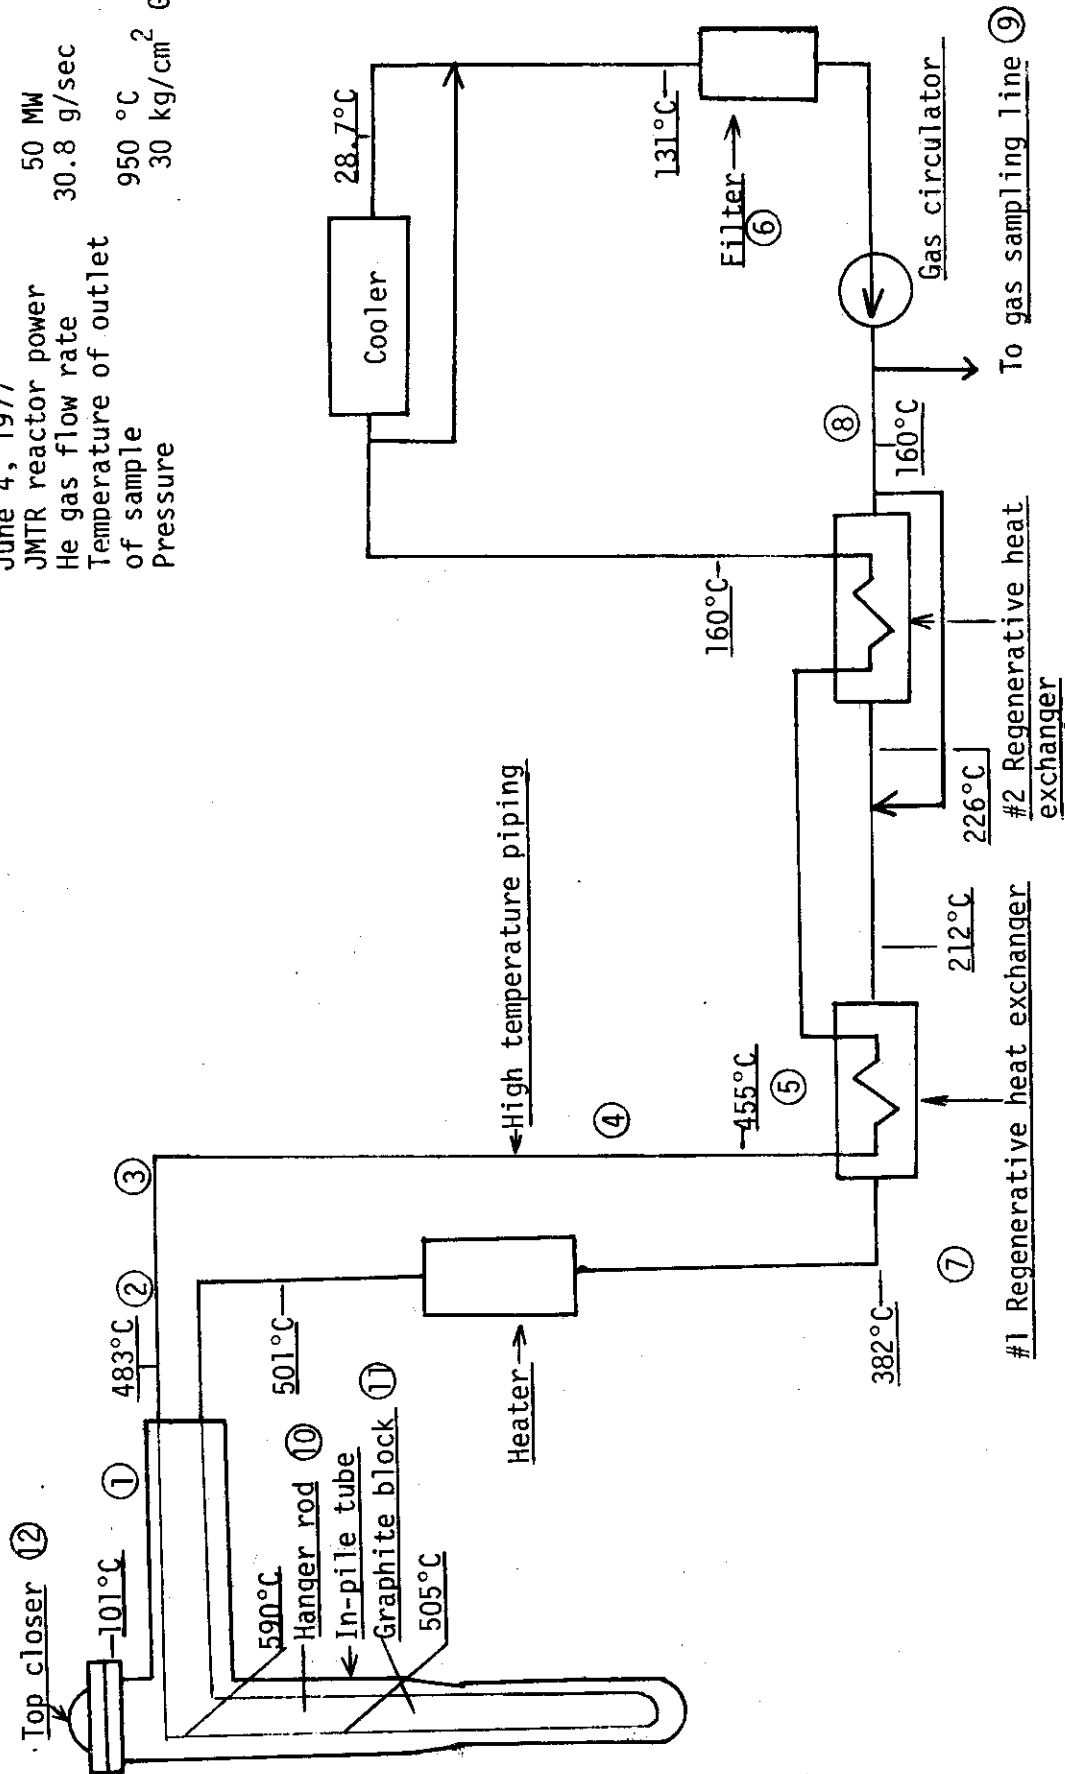 June 4, 1977
JMTR reactor power 50 MW
He gas flow rate 30.8 g/sec
Temperature of outlet
of sample 950 °C
Pressure 30 kg/cm² G
Top closer ⑫
101°C
①
483°C ②
③
590°C
Hanger rod ⑩
In-pile tube
Graphite block ⑪
505°C
501°C
Heater
382°C
⑦
High temperature piping
④
455°C
⑤
#1 Regenerative heat exchanger
212°C
226°C
#2 Regenerative heat
exchanger
160°C
⑧
160°C
Cooler
28.7°C
131°C
Filter
⑥
Gas circulator
To gas sampling line ⑨